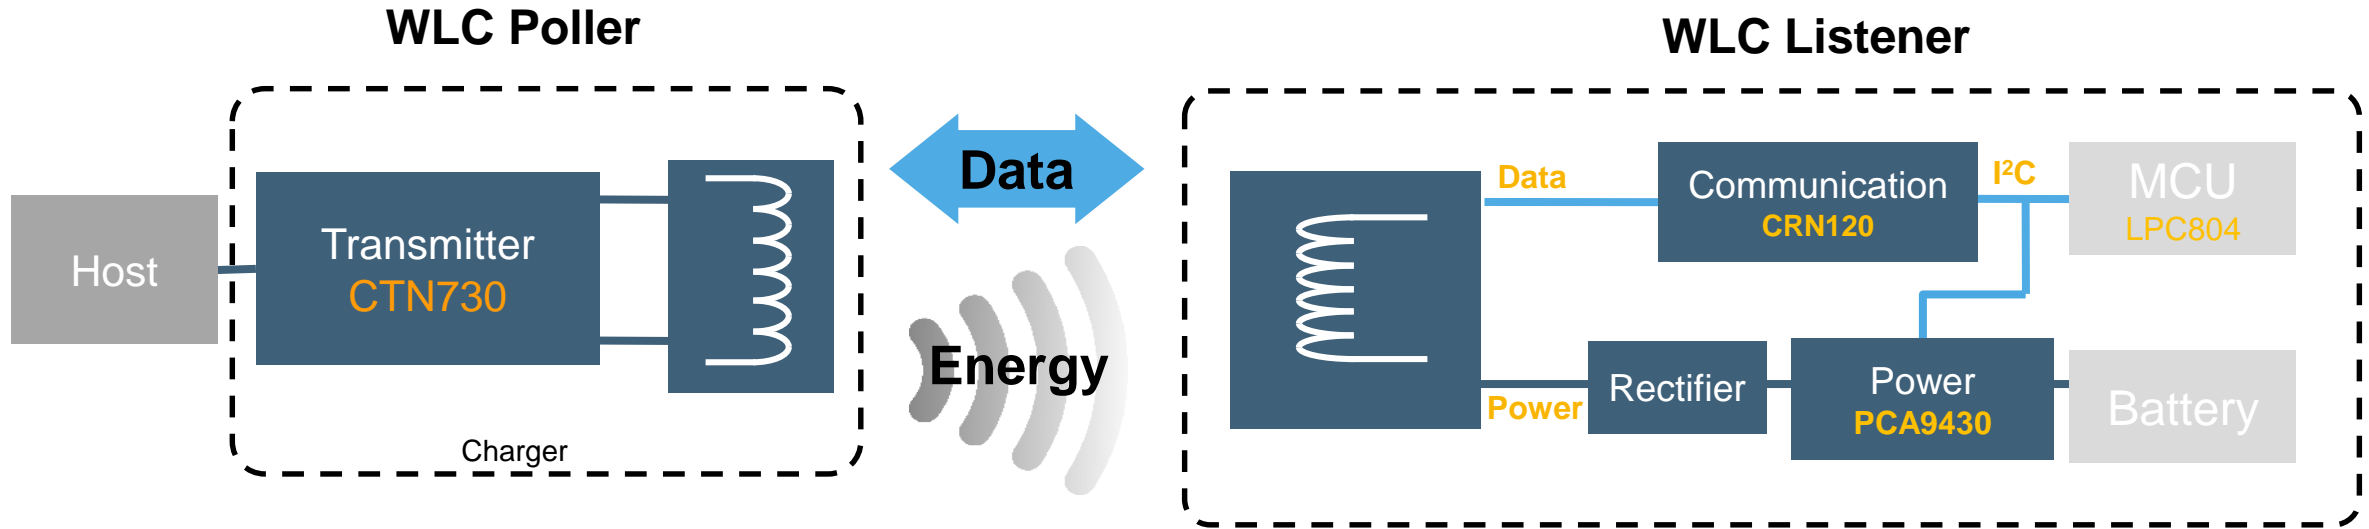 WLC Poller
WLC Listener
Host
Transmitter
CTN730
Charger
Data
Energy
Data
Power
Communication
CRN120
I²C
MCU
LPC804
Rectifier
Power
PCA9430
Battery